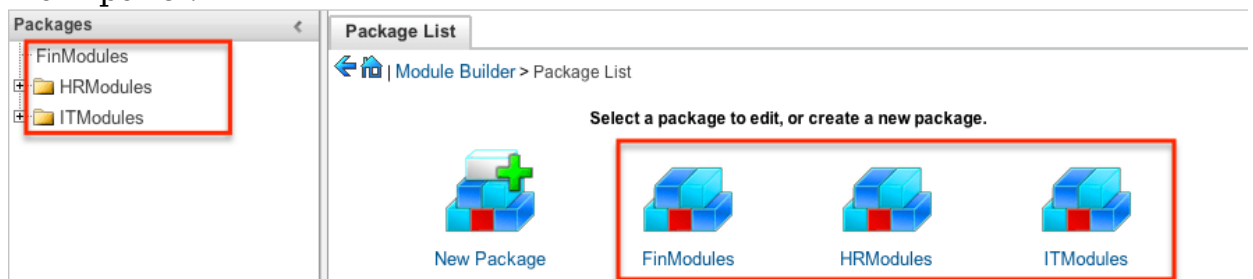 Packages <
FinModules
HRModules
ITModules
Package List
| Module Builder > Package List
Select a package to edit, or create a new package.
New Package FinModules HRModules ITModules